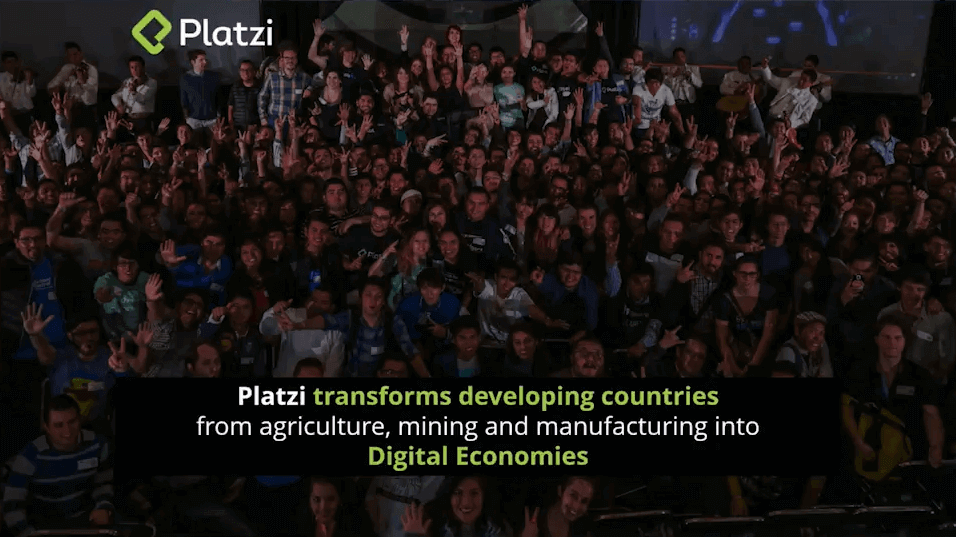 Platzi
Platzi transforms developing countries
from agriculture, mining and manufacturing into
Digital Economies